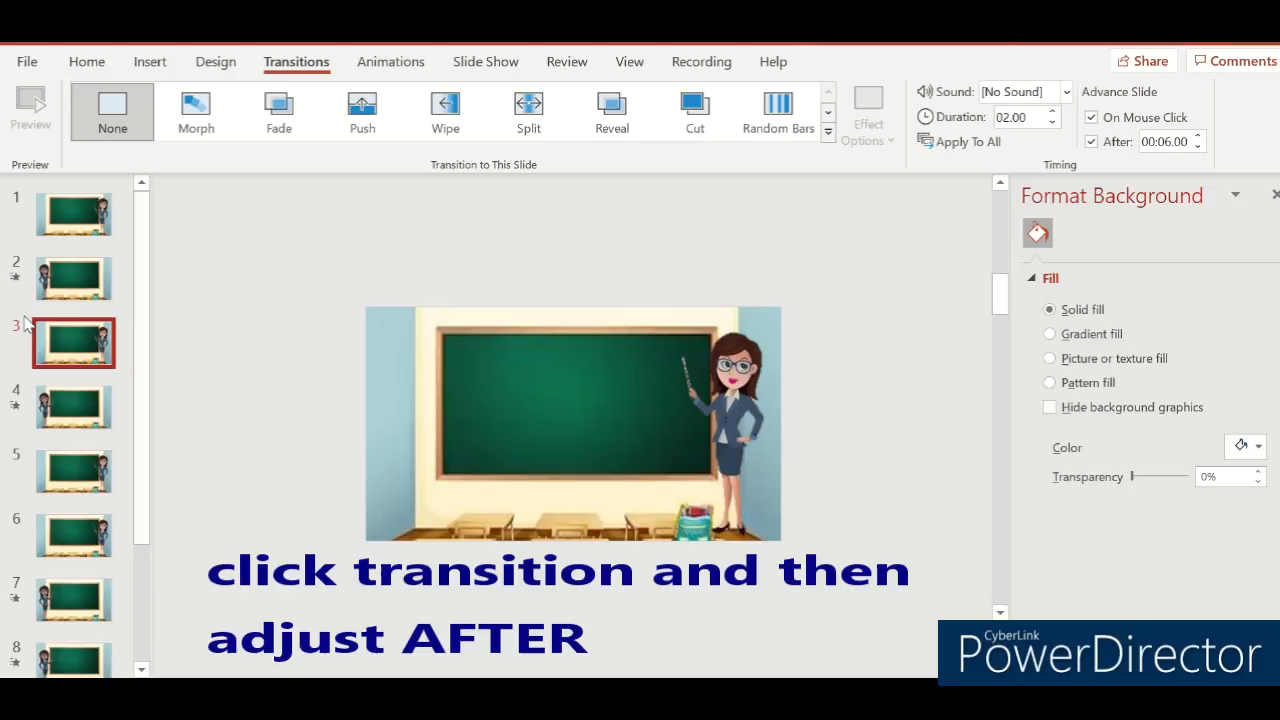 File Home Insert Design Transitions Animations Slide Show Review View Recording Help Share Comments
Preview None Morph Fade Push Wipe Split Reveal Cut Random Bars Effect Options
Sound: [No Sound]
Duration: 02.00
Apply To All
Advance Slide
On Mouse Click
After: 00:06.00
Preview Transition to This Slide Timing
1
2
3
4
5
6
7
8
Format Background
Fill
Solid fill
Gradient fill
Picture or texture fill
Pattern fill
Hide background graphics
Color
Transparency 0%
click transition and then
adjust AFTER
CyberLink
PowerDirector